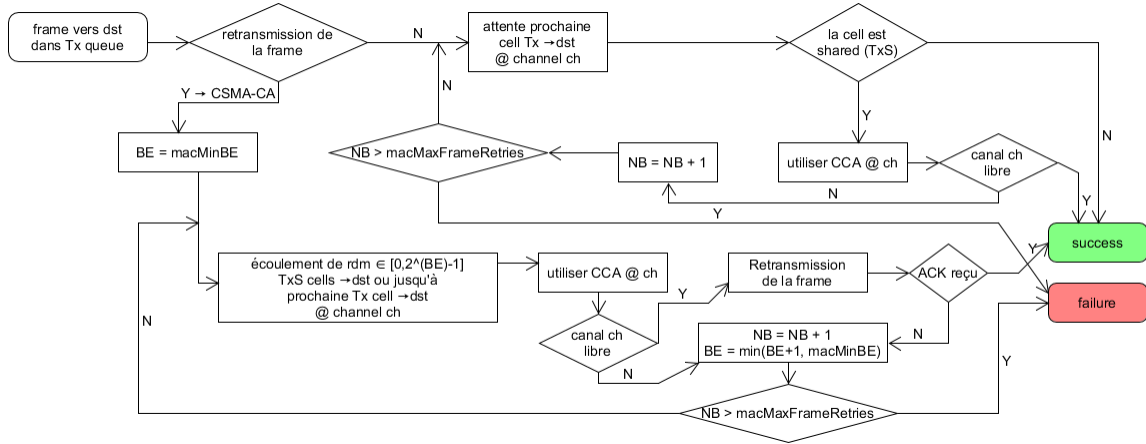 frame vers dst
dans Tx queue
retransmission de
la frame
N
attente prochaine
cell Tx →dst
@ channel ch
la cell est
shared (TxS)
N
Y → CSMA-CA
N
Y
BE = macMinBE
NB > macMaxFrameRetries
NB = NB + 1
utiliser CCA @ ch
canal ch
libre
N
Y
Y
success
écoulement de rdm ∈ [0,2^(BE)-1]
TxS cells →dst ou jusqu'à
prochaine Tx cell →dst
@ channel ch
utiliser CCA @ ch
Retransmission
de la frame
ACK reçu
Y
failure
Y
canal ch
libre
N
NB = NB + 1
BE = min(BE+1, macMinBE)
N
N
Y
NB > macMaxFrameRetries